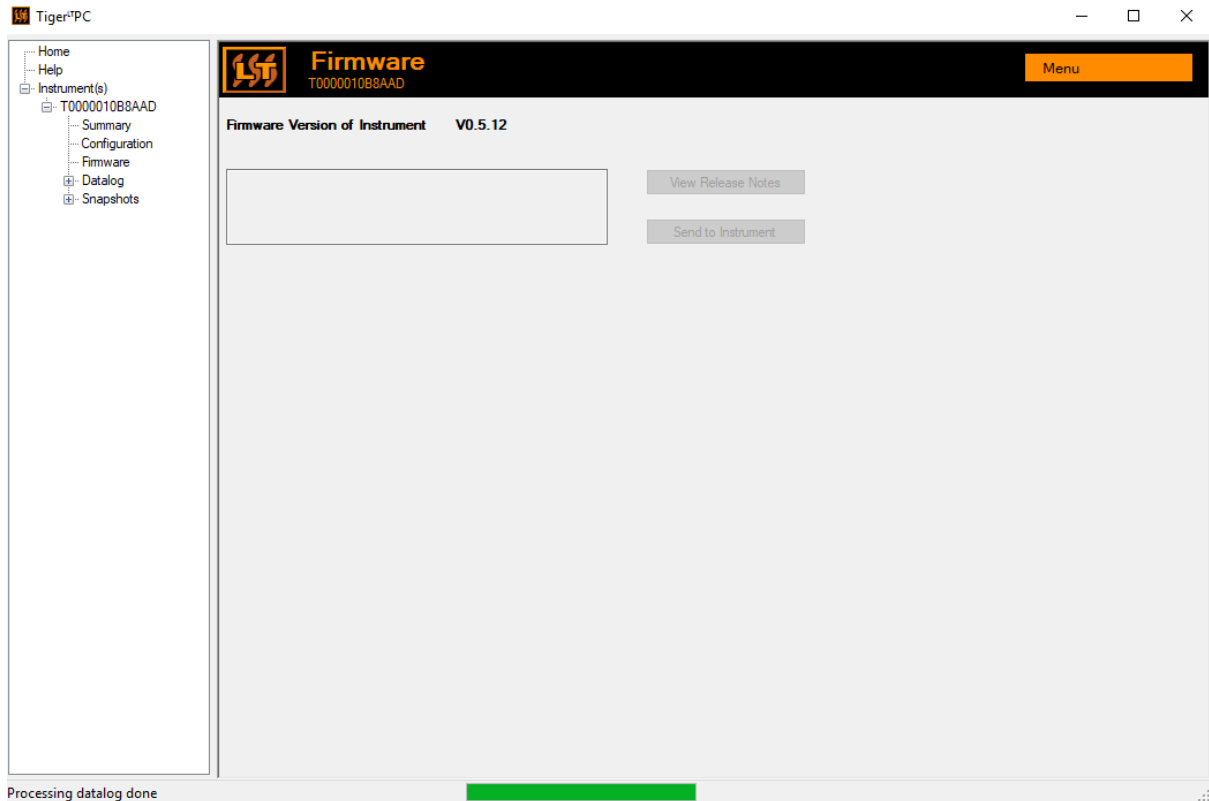 TigerᴸᵀPC
Home
Help
Instrument(s)
T0000010B8AAD
Summary
Configuration
Firmware
Datalog
Snapshots
LST
Firmware
T0000010B8AAD
Menu
Firmware Version of Instrument V0.5.12
View Release Notes
Send to Instrument
Processing datalog done